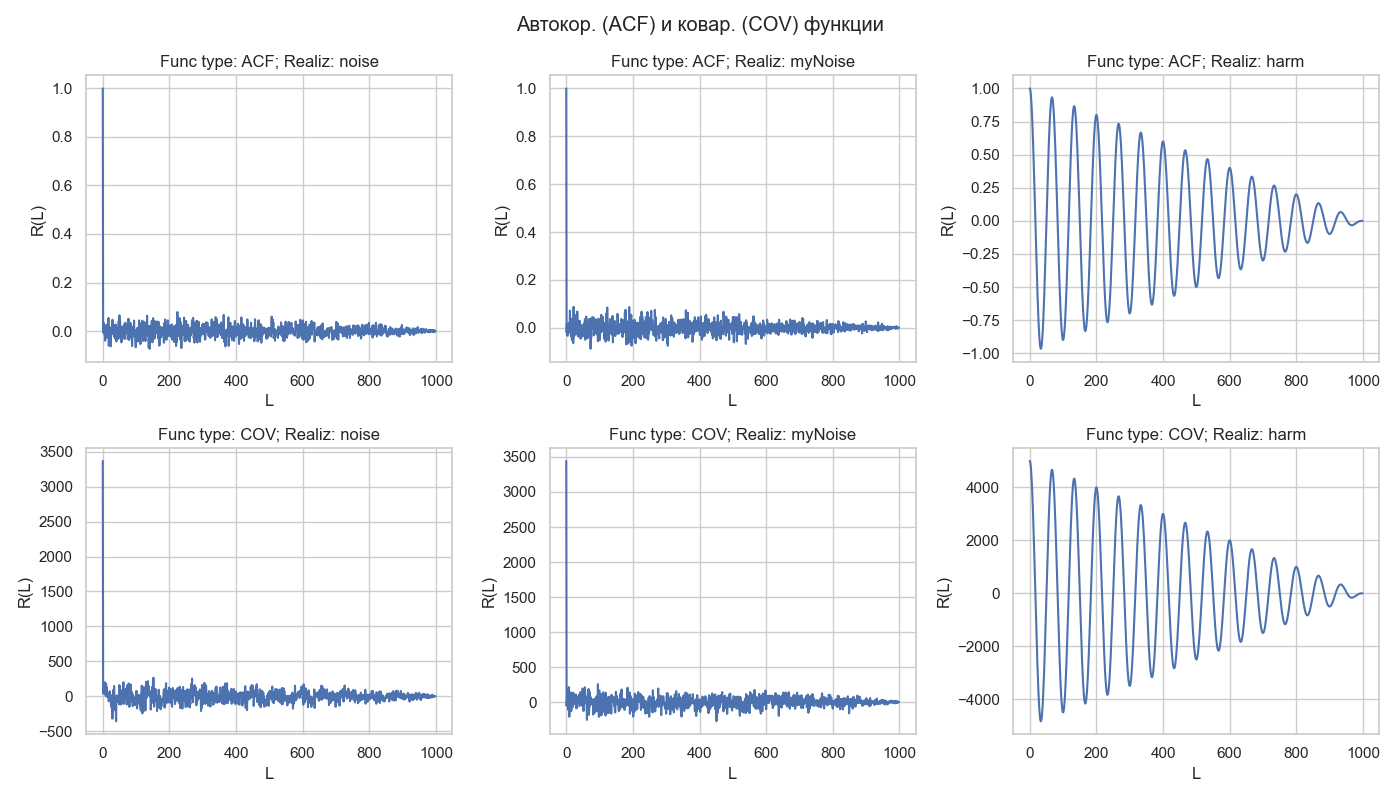 Автокор. (ACF) и ковар. (COV) функции
Func type: ACF; Realiz: noise
1.0
0.8
0.6
0.4
0.2
0.0
R(L)
0 200 400 600 800 1000
L
Func type: ACF; Realiz: myNoise
1.0
0.8
0.6
0.4
0.2
0.0
R(L)
0 200 400 600 800 1000
L
Func type: ACF; Realiz: harm
1.00
0.75
0.50
0.25
0.00
−0.25
−0.50
−0.75
−1.00
R(L)
0 200 400 600 800 1000
L
Func type: COV; Realiz: noise
3500
3000
2500
2000
1500
1000
500
0
−500
R(L)
0 200 400 600 800 1000
L
Func type: COV; Realiz: myNoise
3500
3000
2500
2000
1500
1000
500
0
R(L)
0 200 400 600 800 1000
L
Func type: COV; Realiz: harm
4000
2000
0
−2000
−4000
R(L)
0 200 400 600 800 1000
L